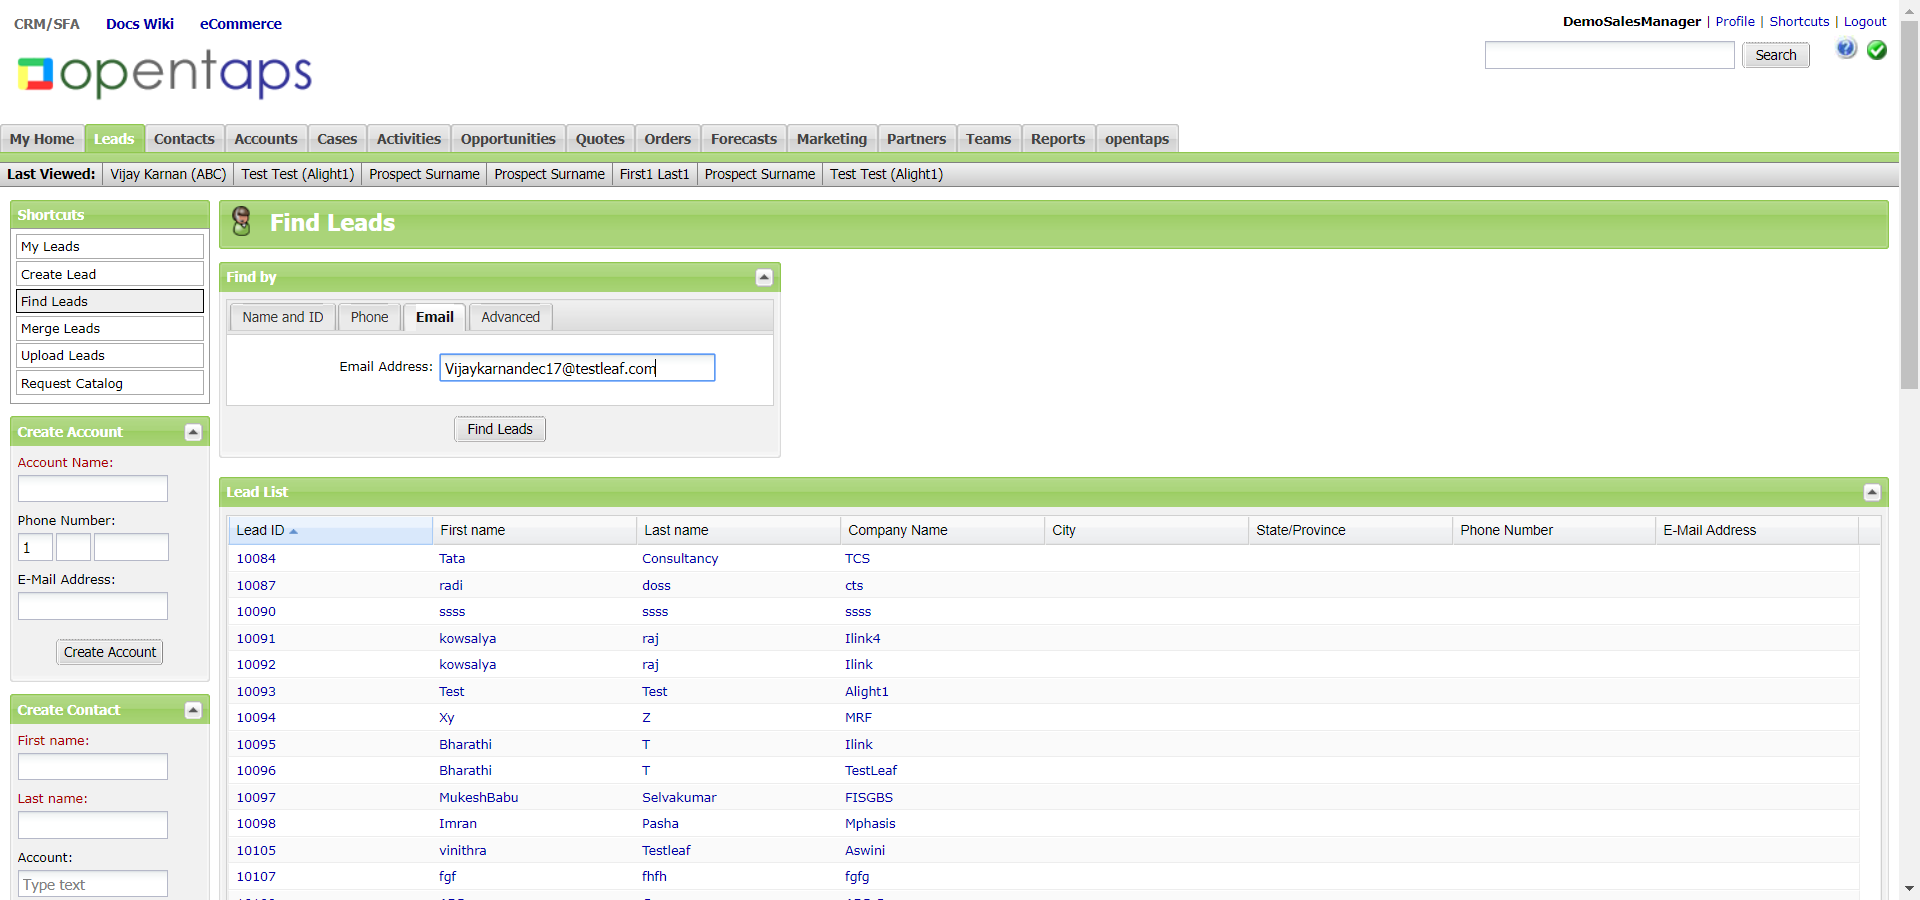 CRM/SFA Docs Wiki eCommerce
DemoSalesManager | Profile | Shortcuts | Logout
opentaps
Search
My Home Leads Contacts Accounts Cases Activities Opportunities Quotes Orders Forecasts Marketing Partners Teams Reports opentaps
Last Viewed: Vijay Karnan (ABC) Test Test (Alight1) Prospect Surname Prospect Surname First1 Last1 Prospect Surname Test Test (Alight1)
Shortcuts
My Leads
Create Lead
Find Leads
Merge Leads
Upload Leads
Request Catalog
Create Account
Account Name:
Phone Number:
1
E-Mail Address:
Create Account
Create Contact
First name:
Last name:
Account:
Type text
Find Leads
Find by
Name and ID Phone Email Advanced
Email Address: Vijaykarnandec17@testleaf.com
Find Leads
Lead List
Lead ID First name Last name Company Name City State/Province Phone Number E-Mail Address
10084 Tata Consultancy TCS
10087 radi doss cts
10090 ssss ssss ssss
10091 kowsalya raj Ilink4
10092 kowsalya raj Ilink
10093 Test Test Alight1
10094 Xy Z MRF
10095 Bharathi T Ilink
10096 Bharathi T TestLeaf
10097 MukeshBabu Selvakumar FISGBS
10098 Imran Pasha Mphasis
10105 vinithra Testleaf Aswini
10107 fgf fhfh fgfg